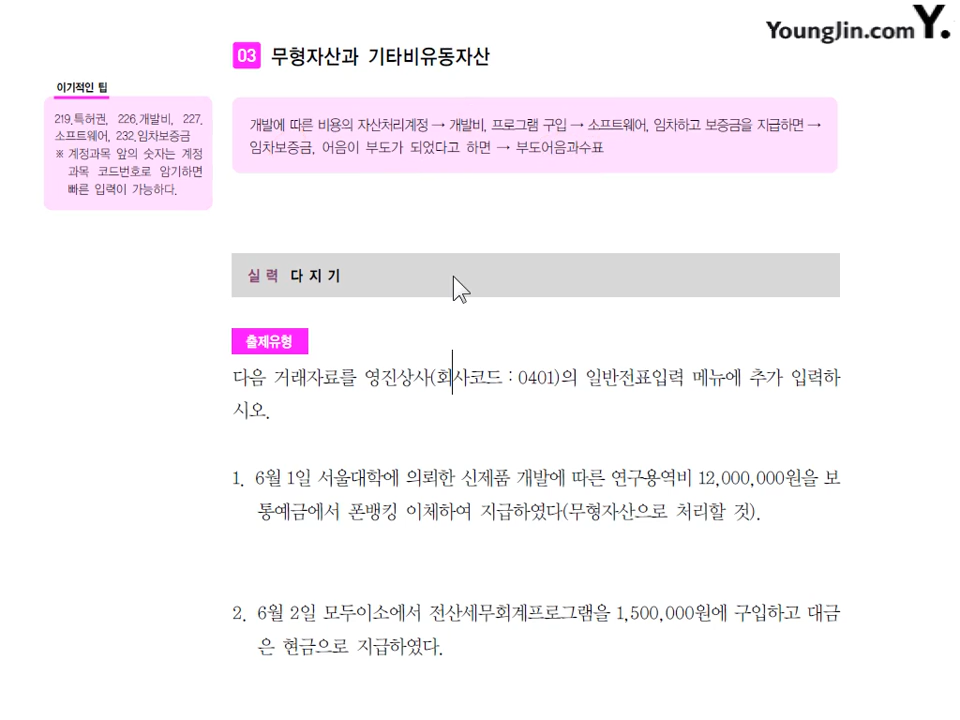 YoungJin.com Y.
03 무형자산과 기타비유동자산
이기적인 팁
219.특허권, 226.개발비, 227.
소프트웨어, 232.임차보증금
※ 계정과목 앞의 숫자는 계정
과목 코드번호로 암기하면
빠른 입력이 가능하다.
개발에 따른 비용의 자산처리계정 → 개발비, 프로그램 구입 → 소프트웨어, 임차하고 보증금을 지급하면 →
임차보증금, 어음이 부도가 되었다고 하면 → 부도어음과수표
실력 다지기
출제유형
다음 거래자료를 영진상사(회사코드 : 0401)의 일반전표입력 메뉴에 추가 입력하
시오.
1. 6월 1일 서울대학에 의뢰한 신제품 개발에 따른 연구용역비 12,000,000원을 보
통예금에서 폰뱅킹 이체하여 지급하였다(무형자산으로 처리할 것).
2. 6월 2일 모두이소에서 전산세무회계프로그램을 1,500,000원에 구입하고 대금
은 현금으로 지급하였다.